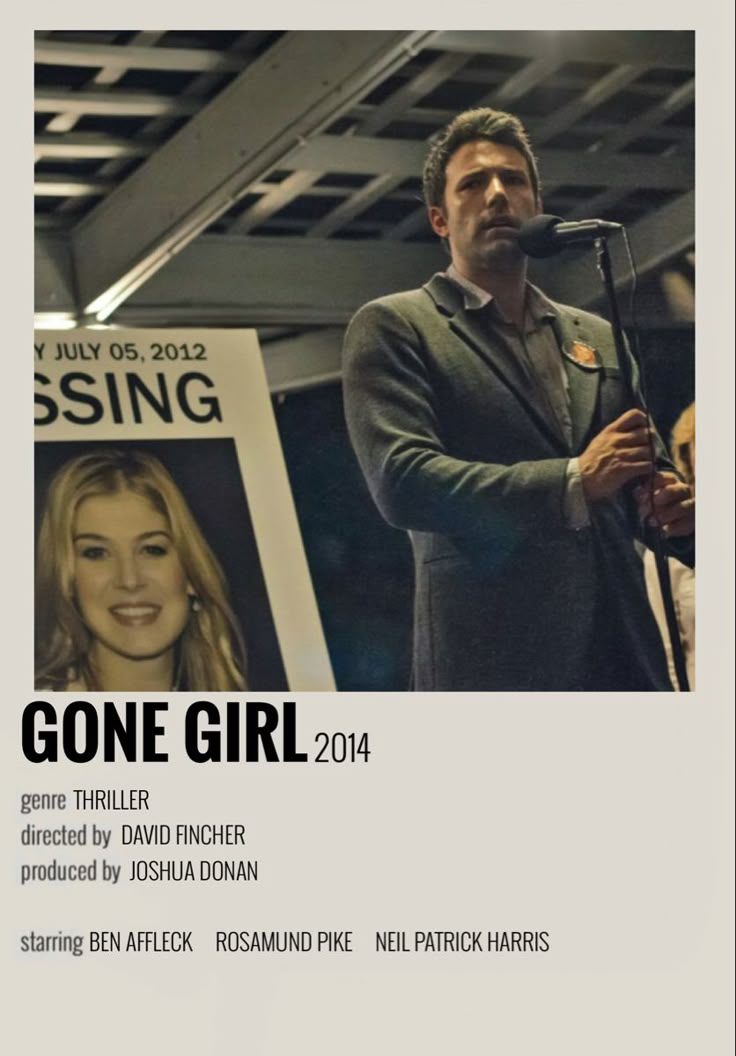 Y JULY 05, 2012
SSING
GONE GIRL 2014
genre THRILLER
directed by DAVID FINCHER
produced by JOSHUA DONAN
starring BEN AFFLECK ROSAMUND PIKE NEIL PATRICK HARRIS